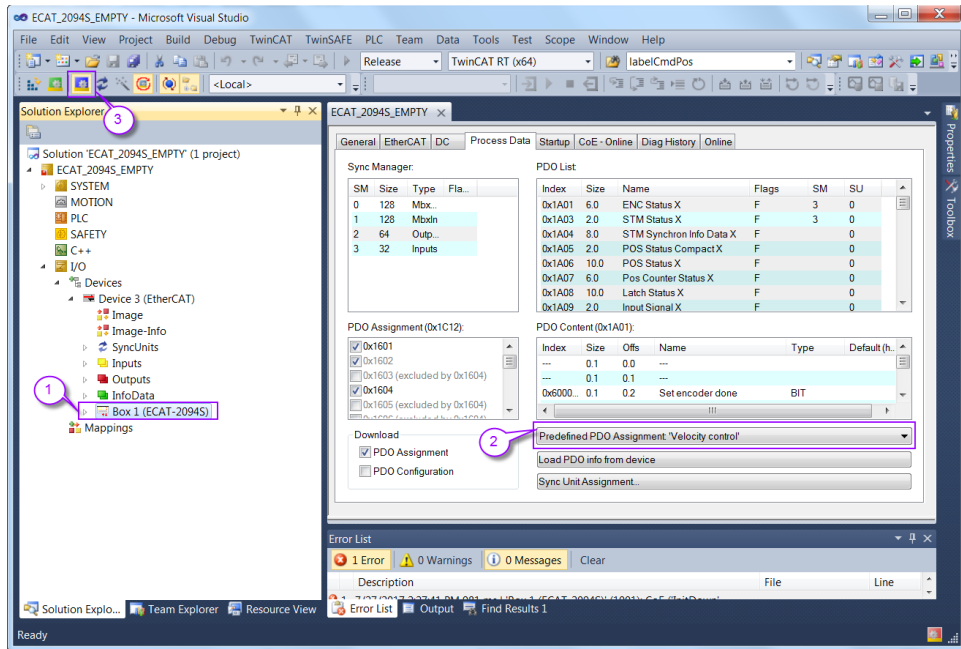 ECAT_2094S_EMPTY - Microsoft Visual Studio
File Edit View Project Build Debug TwinCAT TwinSAFE PLC Team Data Tools Test Scope Window Help
Release TwinCAT RT (x64) labelCmdPos
<Local>
3
Solution Explorer
Solution 'ECAT_2094S_EMPTY' (1 project)
ECAT_2094S_EMPTY
SYSTEM
MOTION
PLC
SAFETY
C++
I/O
Devices
Device 3 (EtherCAT)
Image
Image-Info
SyncUnits
Inputs
Outputs
InfoData
1
Box 1 (ECAT-2094S)
Mappings
Solution Explo... Team Explorer Resource View
ECAT_2094S_EMPTY
General EtherCAT DC Process Data Startup CoE - Online Diag History Online
Sync Manager:
SM Size Type Fla...
0 128 Mbx...
1 128 MbxIn
2 64 Outp...
3 32 Inputs
PDO List:
Index Size Name Flags SM SU
0x1A01 6.0 ENC Status X F 3 0
0x1A03 2.0 STM Status X F 3 0
0x1A04 8.0 STM Synchron Info Data X F 0
0x1A05 2.0 POS Status Compact X F 0
0x1A06 10.0 POS Status X F 0
0x1A07 6.0 Pos Counter Status X F 0
0x1A08 10.0 Latch Status X F 0
0x1A09 2.0 Input Signal X F 0
PDO Assignment (0x1C12):
0x1601
0x1602
0x1603 (excluded by 0x1604)
0x1604
0x1605 (excluded by 0x1604)
PDO Content (0x1A01):
Index Size Offs Name Type Default (h..
--- 0.1 0.0 ---
--- 0.1 0.1 ---
0x6000... 0.1 0.2 Set encoder done BIT
Download
PDO Assignment
PDO Configuration
2
Predefined PDO Assignment: 'Velocity control'
Load PDO info from device
Sync Unit Assignment...
Error List
1 Error 0 Warnings 0 Messages Clear
Description File Line
Error List Output Find Results 1
Properties
Toolbox
Ready